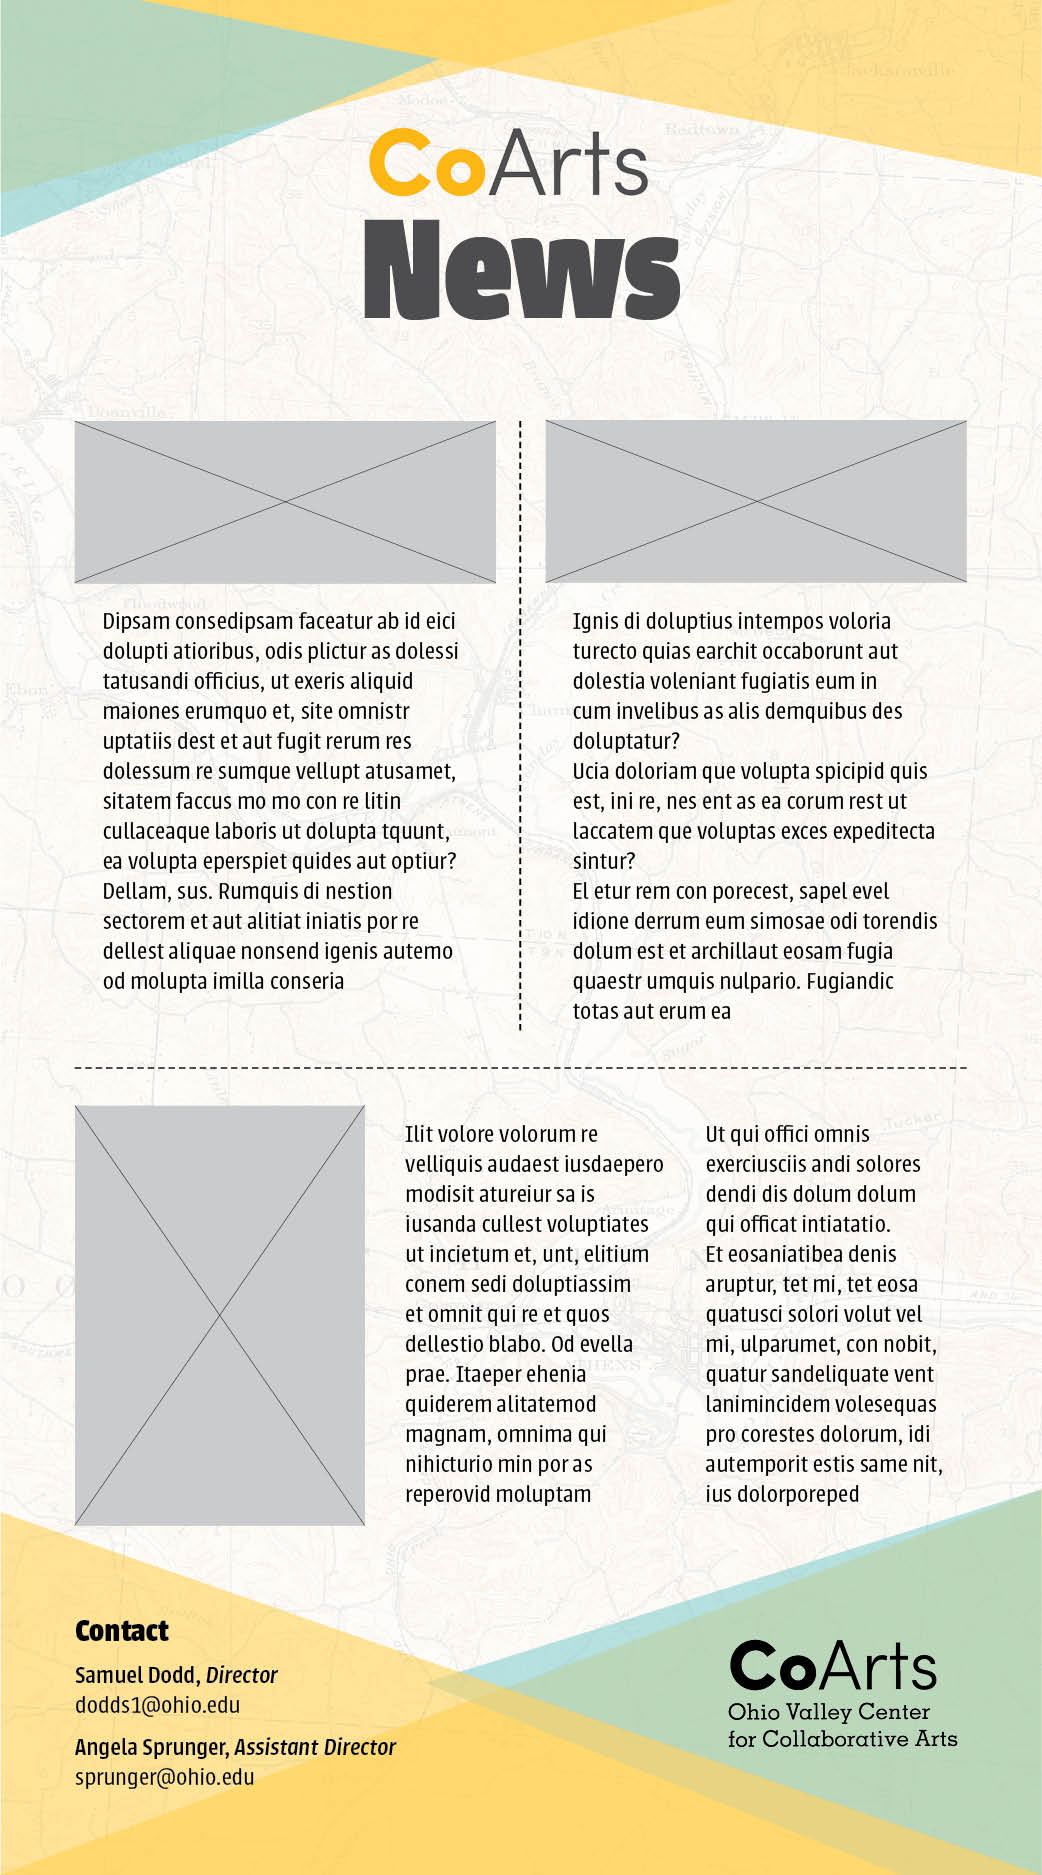 CoArts
News
Dipsam consedipsam faceatur ab id eici
dolupti atioribus, odis plictur as dolessi
tatusandi officius, ut exeris aliquid
maiones erumquo et, site omnistr
uptatiis dest et aut fugit rerum res
dolessum re sumque vellupt atusamet,
sitatem faccus mo mo con re litin
cullaceaque laboris ut dolupta tquunt,
ea volupta eperspiet quides aut optiur?
Dellam, sus. Rumquis di nestion
sectorem et aut alitiat iniatis por re
dellest aliquae nonsend igenis autemo
od molupta imilla conseria
Ignis di doluptius intempos voloria
turecto quias earchit occaborunt aut
dolestia voleniant fugiatis eum in
cum invelibus as alis demquibus des
doluptatur?
Ucia doloriam que volupta spicipid quis
est, ini re, nes ent as ea corum rest ut
laccatem que voluptas exces expeditecta
sintur?
El etur rem con porecest, sapel evel
idione derrum eum simosae odi torendis
dolum est et archillaut eosam fugia
quaestr umquis nulpario. Fugiandic
totas aut erum ea
Ilit volore volorum re
velliquis audaest iusdaepero
modisit atureiur sa is
iusanda cullest voluptiates
ut incietum et, unt, elitium
conem sedi doluptiassim
et omnit qui re et quos
dellestio blabo. Od evella
prae. Itaeper ehenia
quiderem alitatemod
magnam, omnima qui
nihicturio min por as
reperovid moluptam
Ut qui offici omnis
exerciusciis andi solores
dendi dis dolum dolum
qui officat intiatatio.
Et eosaniatibea denis
aruptur, tet mi, tet eosa
quatusci solori volut vel
mi, ulparumet, con nobit,
quatur sandeliquate vent
lanimincidem volesequas
pro corestes dolorum, idi
autemporit estis same nit,
ius dolorporeped
Contact
Samuel Dodd, Director
dodds1@ohio.edu
Angela Sprunger, Assistant Director
sprunger@ohio.edu
CoArts
Ohio Valley Center
for Collaborative Arts
Jacksonville
Modoc
Redtown
Doanville
Floodwood
Ebon
Armitage
Sugar
Tucker
ATHENS